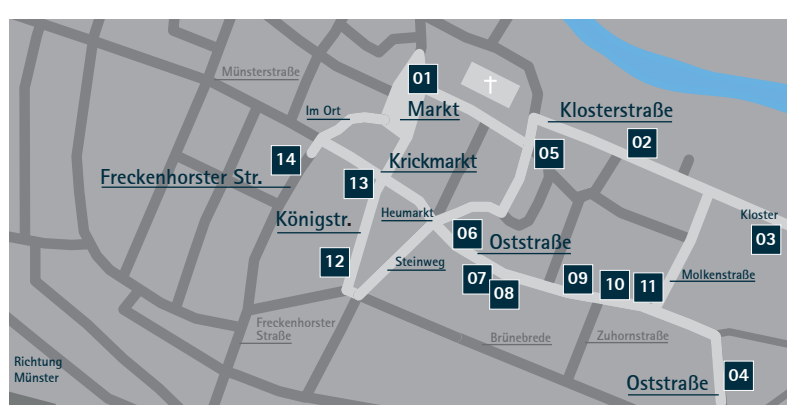 Münsterstraße
01
Im Ort
Markt
Klosterstraße
02
05
14
Krickmarkt
Freckenhorster Str.
13
Königstr.
Heumarkt
Kloster
03
06
Oststraße
12
Steinweg
07
08
09
10
11
Molkenstraße
Freckenhorster
Straße
Brünebrede
Zuhornstraße
Richtung
Münster
04
Oststraße